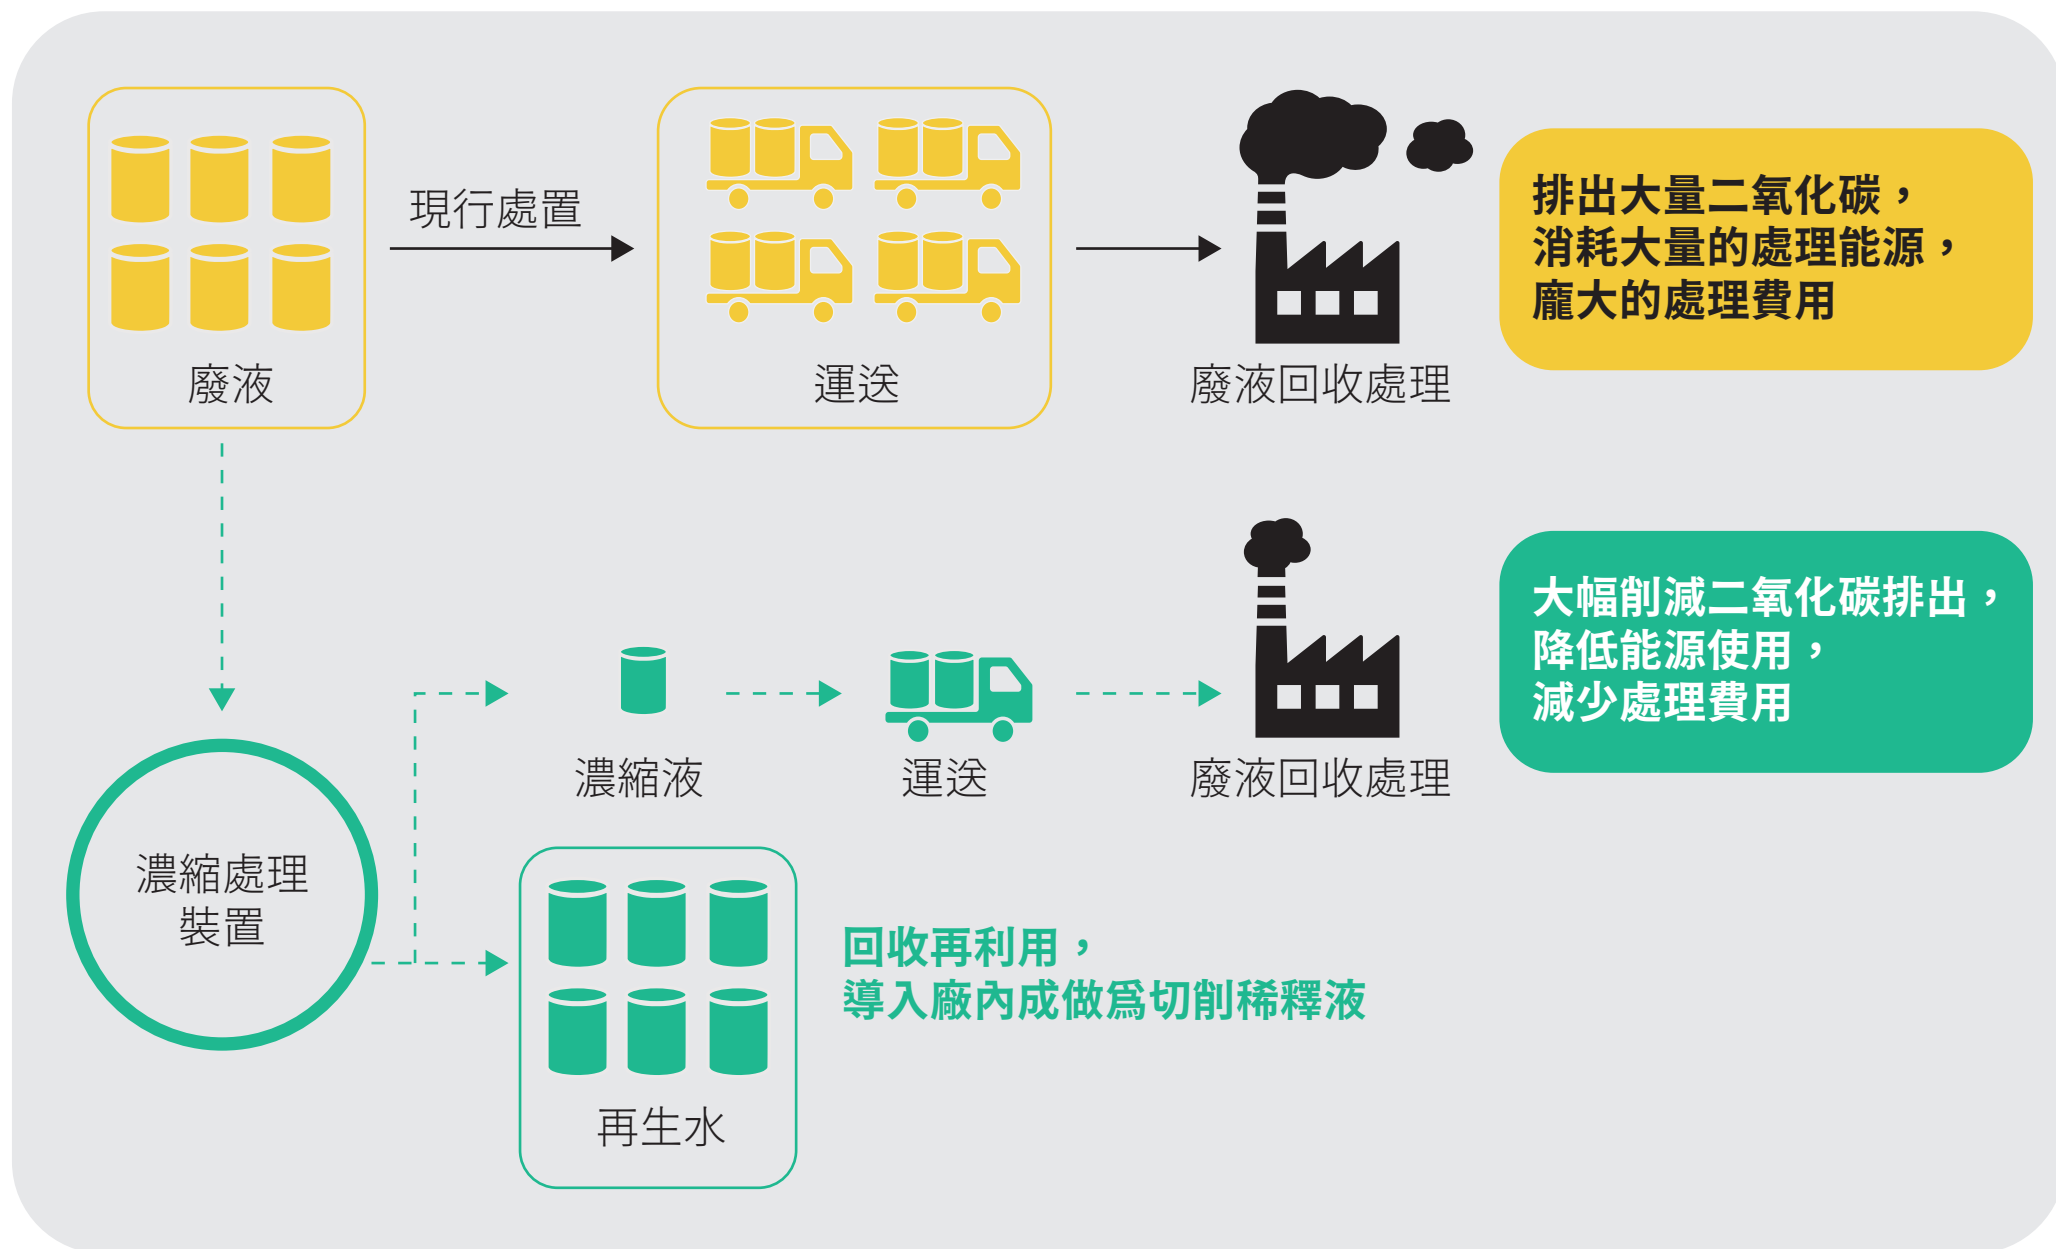 現行處置
廢液
運送
廢液回收處理
排出大量二氧化碳，
消耗大量的處理能源，
龐大的處理費用
濃縮處理
裝置
濃縮液
運送
廢液回收處理
大幅削減二氧化碳排出，
降低能源使用，
減少處理費用
再生水
回收再利用，
導入廠內成做爲切削稀釋液